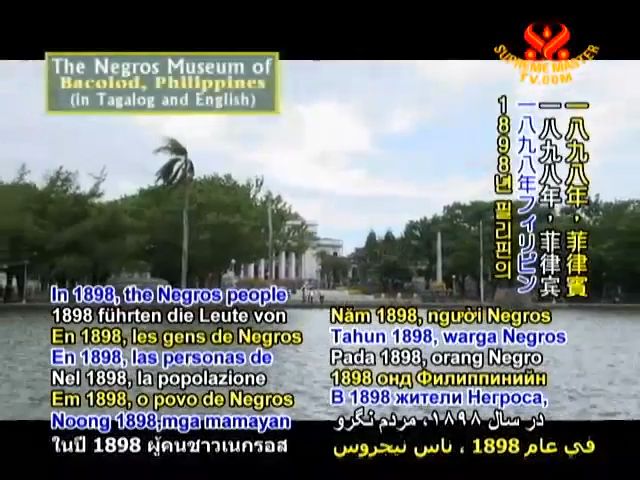 The Negros Museum of
Bacolod, Philippines
(In Tagalog and English)
SUPREME MASTER
TV.COM
一八九八年，菲律賓
一八九八年，菲律宾
一八九八年フィリピン
1898년 필리핀의
In 1898, the Negros people
1898 führten die Leute von
En 1898, les gens de Negros
En 1898, las personas de
Nel 1898, la popolazione
Em 1898, o povo de Negros
Noong 1898,mga mamayan
ในปี 1898 ผู้คนชาวเนกรอส
Năm 1898, người Negros
Tahun 1898, warga Negros
Pada 1898, orang Negro
1898 онд Филиппинийн
В 1898 жители Негроса,
در سال ۱۸۹۸، مردم نگرو
في عام 1898 ، ناس نيجروس